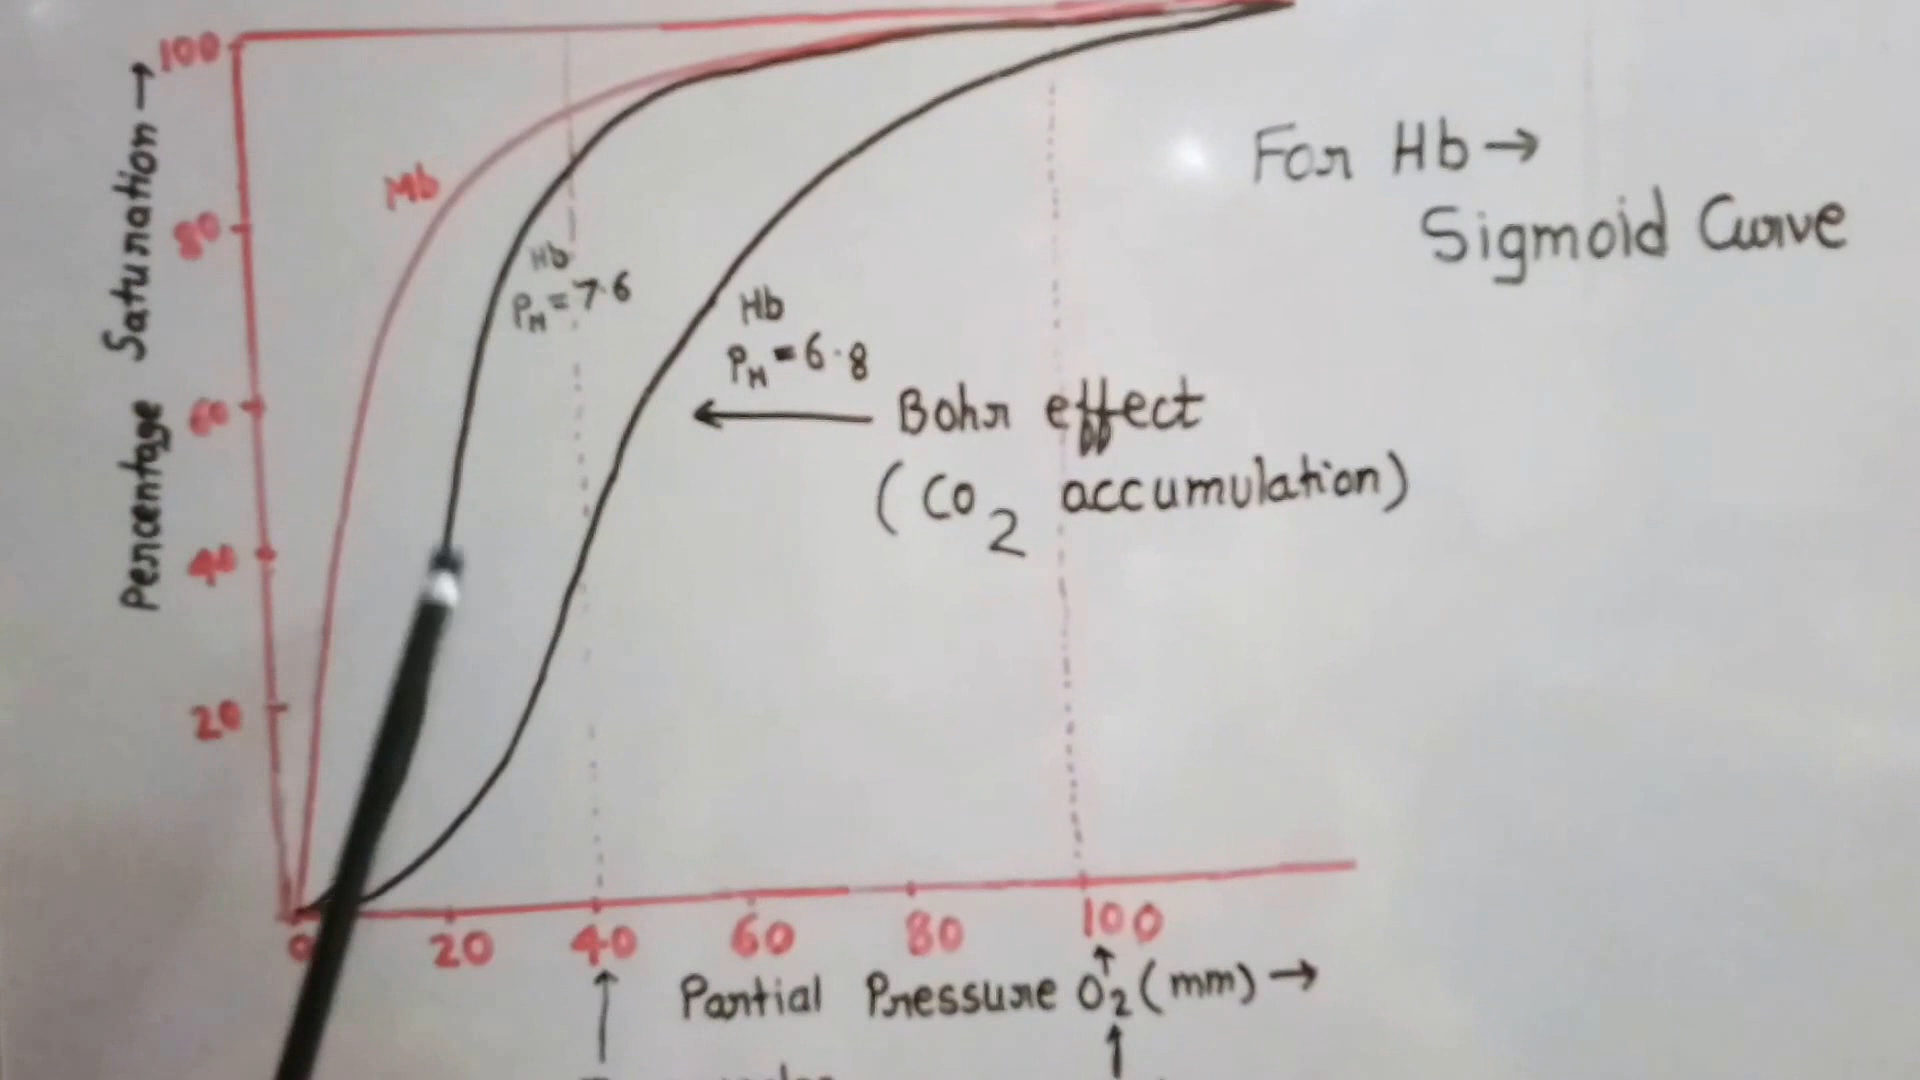 100
80
60
40
20
Percentage Saturation →
Mb
Hb
PH = 7.6
Hb
PH = 6.8
For Hb →
Sigmoid Curve
← Bohr effect
(CO2 accumulation)
0 20 40 60 80 100
Partial Pressure O2 (mm) →